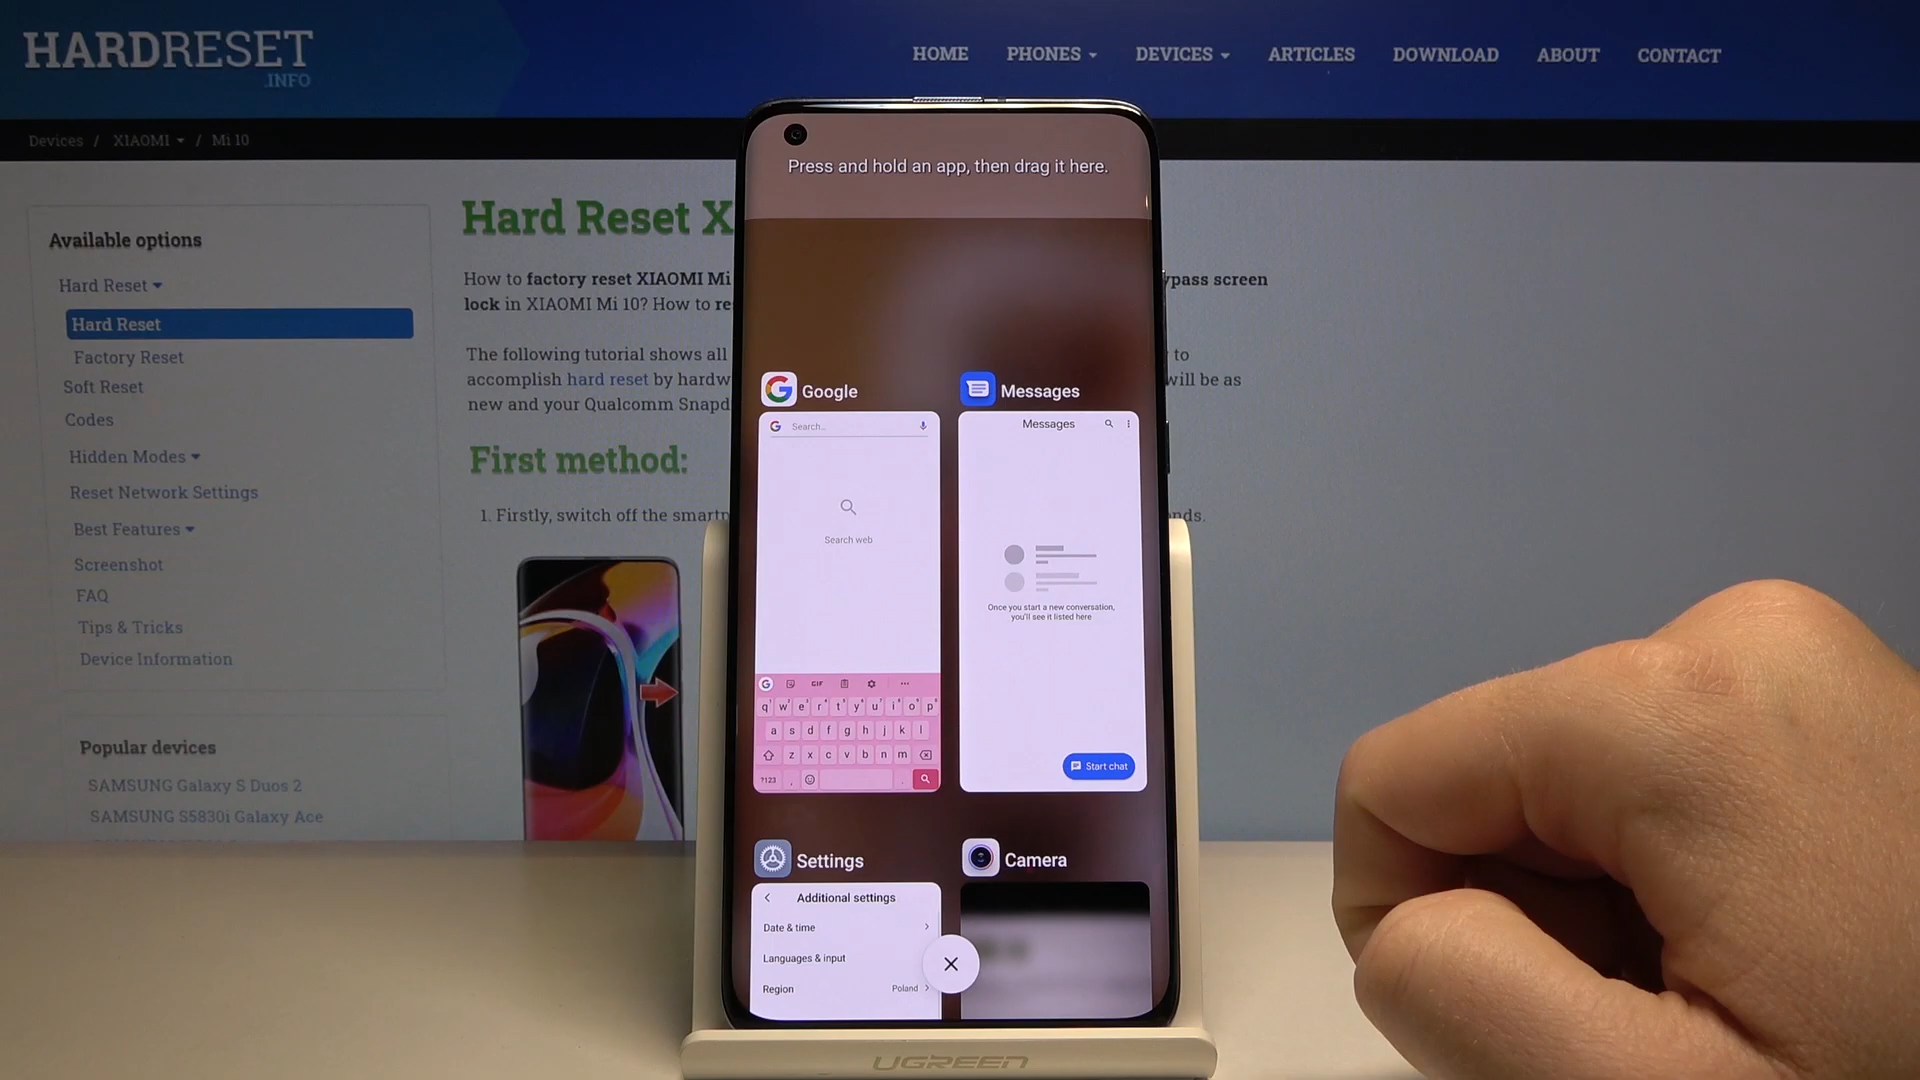 HARDRESET
.INFO
HOME PHONES DEVICES ARTICLES DOWNLOAD ABOUT CONTACT
Devices / XIAOMI / Mi 10
Available options
Hard Reset
Hard Reset
Factory Reset
Soft Reset
Codes
Hidden Modes
Reset Network Settings
Best Features
Screenshot
FAQ
Tips & Tricks
Device Information
Popular devices
SAMSUNG Galaxy S Duos 2
SAMSUNG S5830i Galaxy Ace
Hard Reset X
How to factory reset XIAOMI Mi
ypass screen
lock in XIAOMI Mi 10? How to re
The following tutorial shows all
to
accomplish hard reset by hardw
will be as
new and your Qualcomm Snapd
First method:
1. Firstly, switch off the smartp
nds.
Press and hold an app, then drag it here.
Google
Search...
Search web
GIF
q w e r t y u i o p
a s d f g h j k l
z x c v b n m
?123 , .
Messages
Messages
Once you start a new conversation,
you'll see it listed here
Start chat
Settings
Additional settings
Date & time
Languages & input
Region Poland
Camera
UGREEN